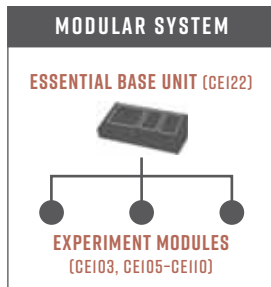 MODULAR SYSTEM
ESSENTIAL BASE UNIT (CE122)
EXPERIMENT MODULES
(CE103, CE105–CE110)